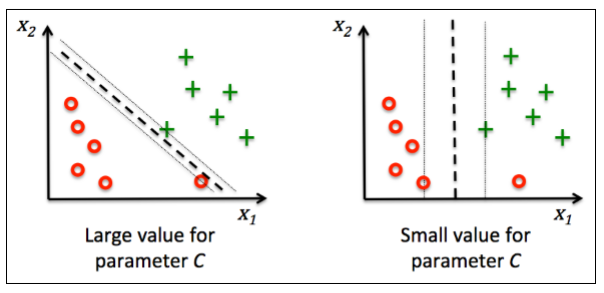 x₂
x₁
Large value for
parameter C
x₂
x₁
Small value for
parameter C